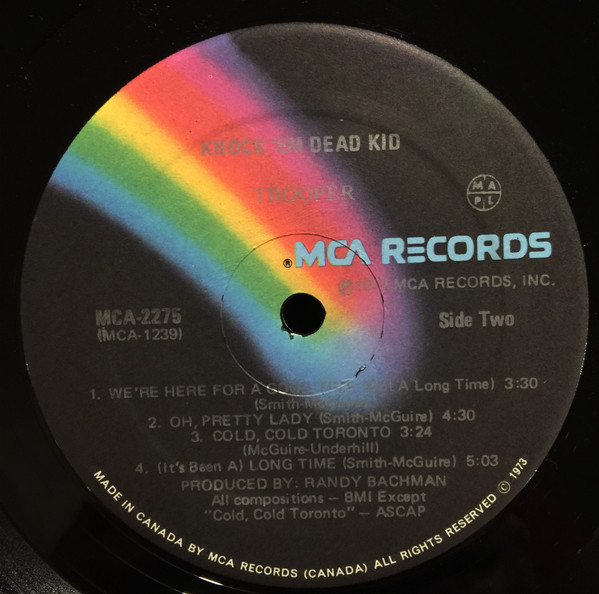 KNOCK 'EM DEAD KID
TROOPER
M A
P L
®MCA RECORDS
MCA RECORDS, INC.
MCA-2275
(MCA-1239)
Side Two
1. WE'RE HERE FOR A A Long Time) 3:30
(Smith-McGuire)
2. OH, PRETTY LADY (Smith-McGuire) 4:30
3. COLD, COLD TORONTO 3:24
(McGuire-Underhill)
4. (It's Been A) LONG TIME (Smith-McGuire) 5:03
PRODUCED BY: RANDY BACHMAN
All compositions – BMI Except
"Cold, Cold Toronto" – ASCAP
MADE IN CANADA BY MCA RECORDS (CANADA) ALL RIGHTS RESERVED © 1973